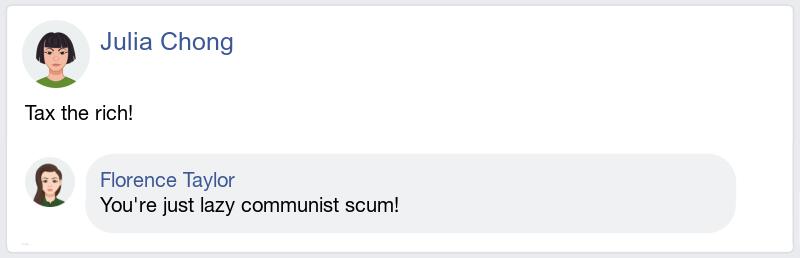 Julia Chong
Tax the rich!
Florence Taylor
You're just lazy communist scum!